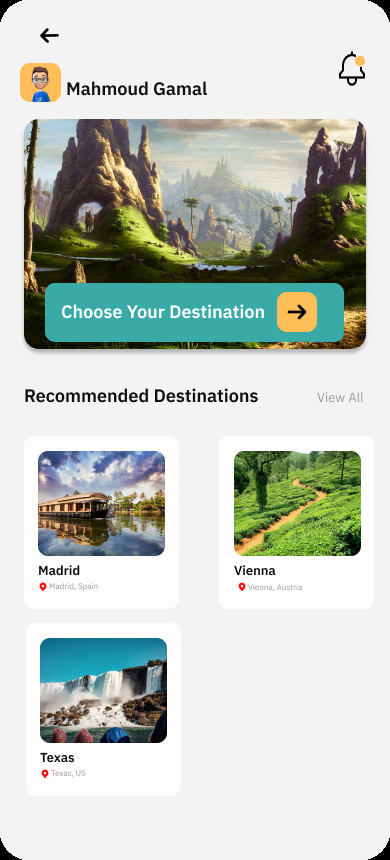 Mahmoud Gamal
Choose Your Destination
Recommended Destinations
View All
Madrid
Madrid, Spain
Vienna
Vienna, Austria
Texas
Texas, US